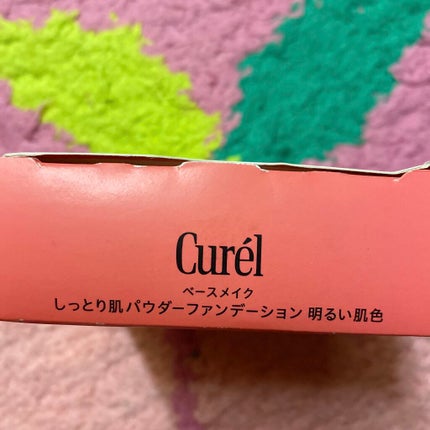 Curél
ベースメイク
しっとり肌パウダーファンデーション 明るい肌色